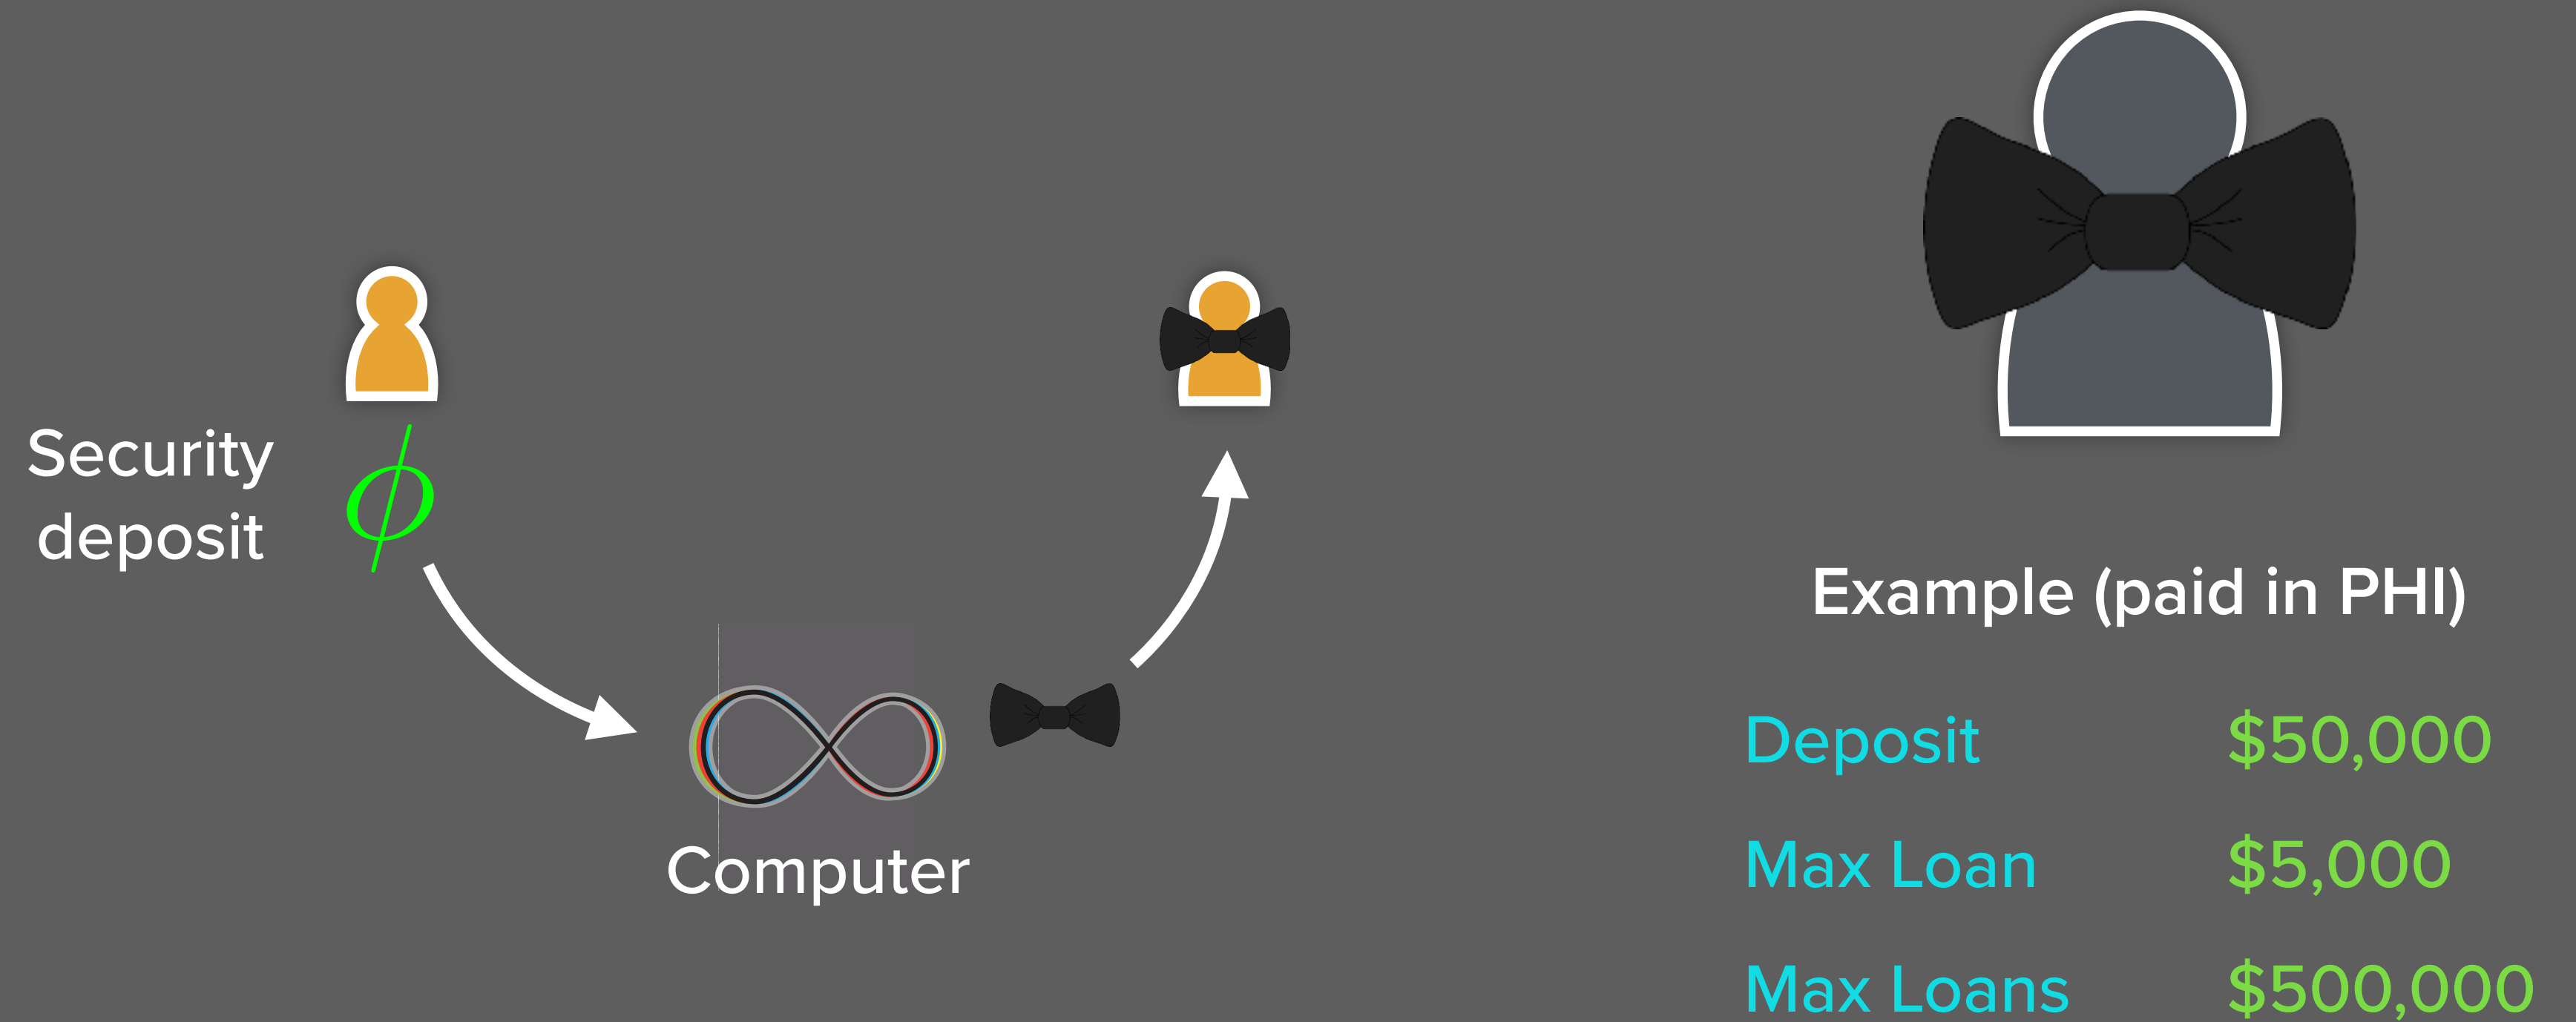 Security
deposit
ϕ
Computer
Example (paid in PHI)
Deposit $50,000
Max Loan $5,000
Max Loans $500,000